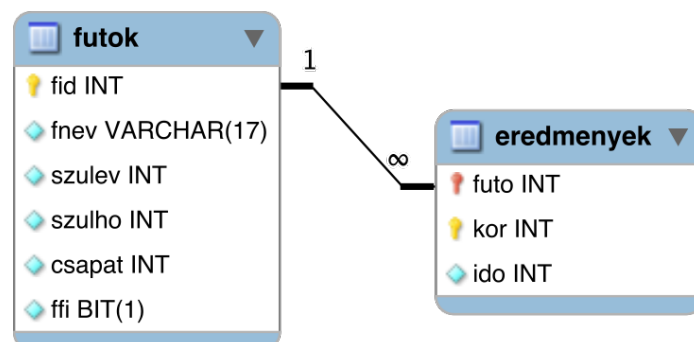 futok
fid INT
fnev VARCHAR(17)
szulev INT
szulho INT
csapat INT
ffi BIT(1)
1
∞
eredmenyek
futo INT
kor INT
ido INT